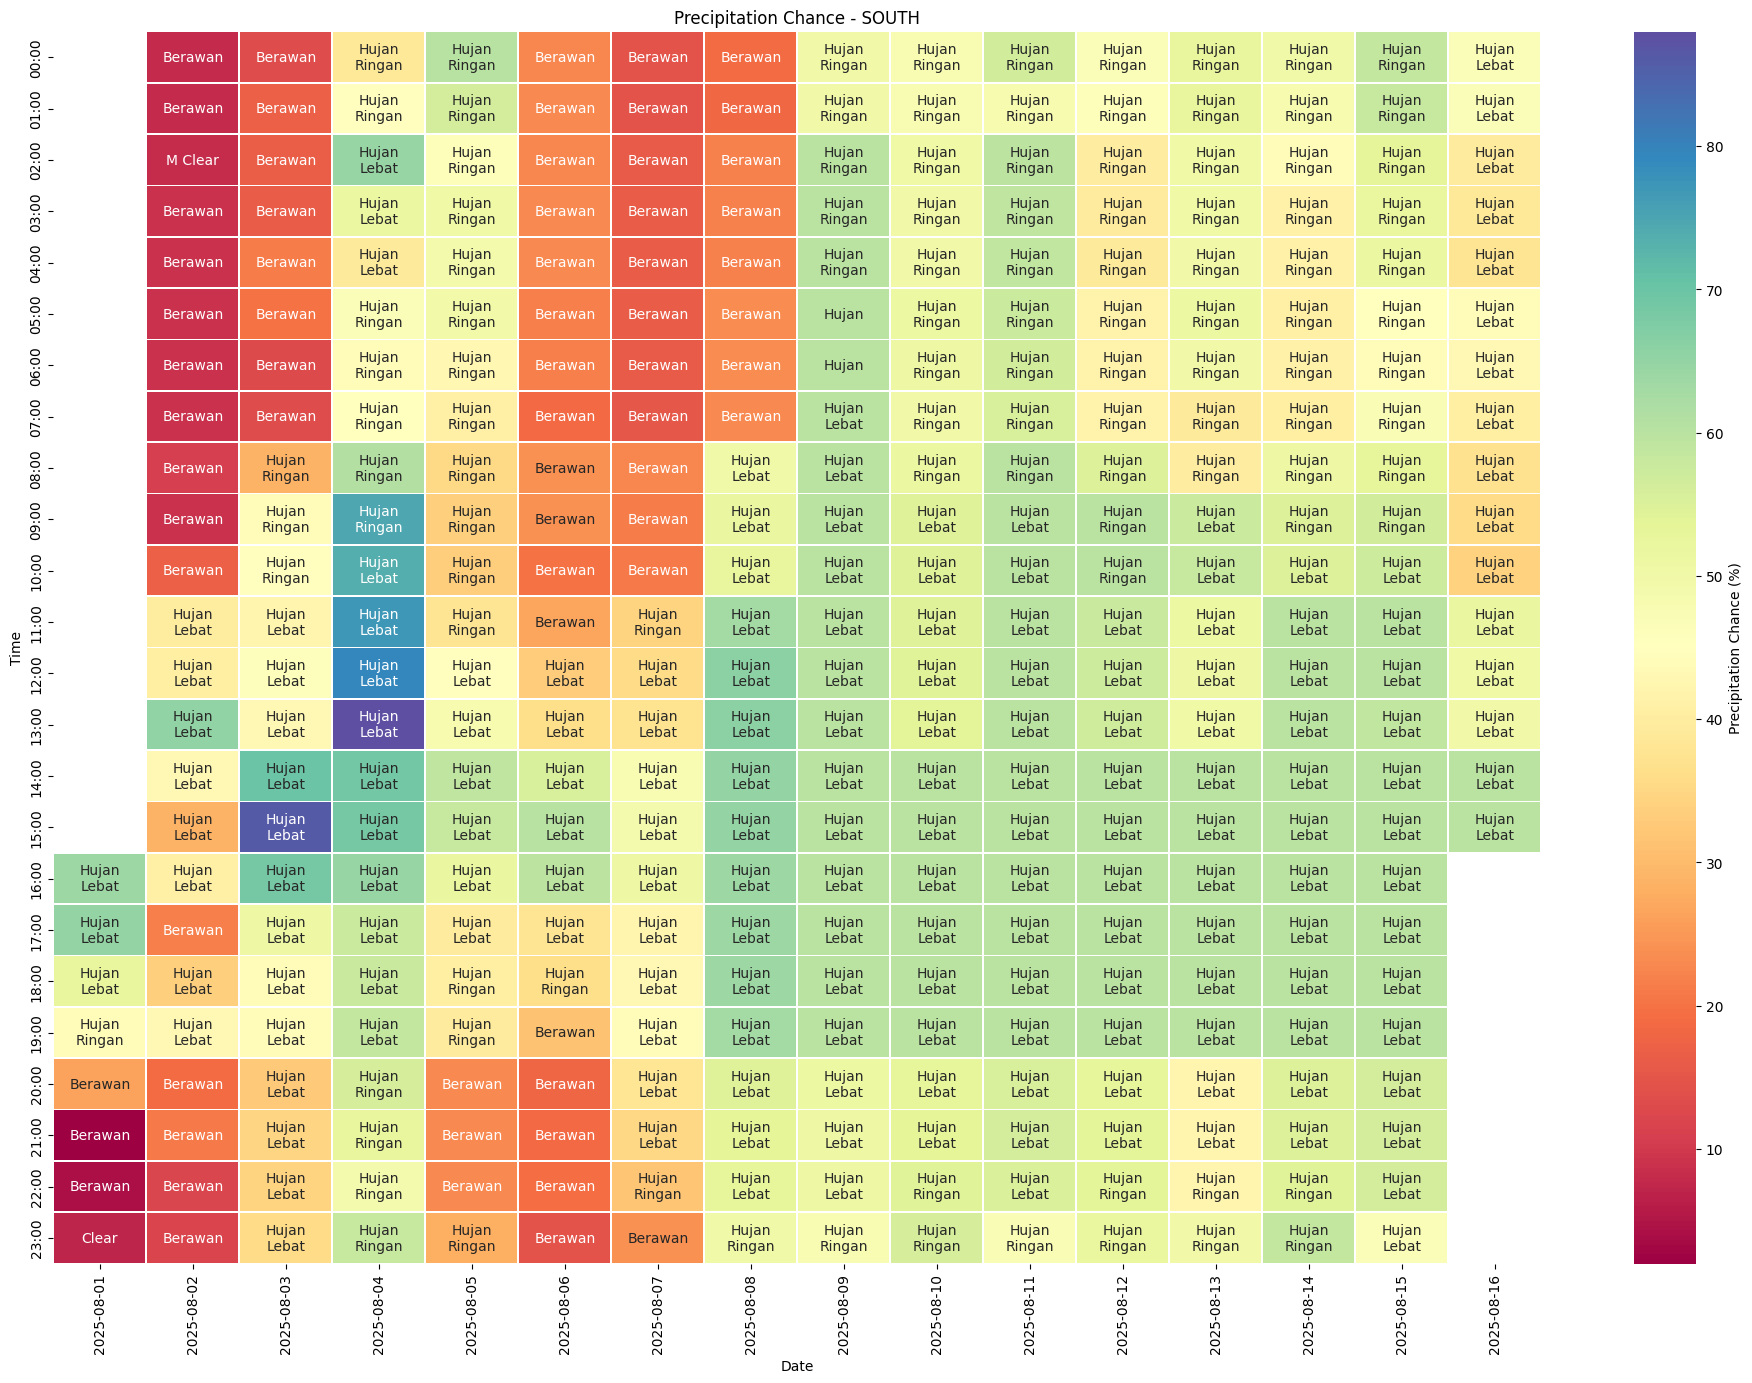 Precipitation Chance - SOUTH
Time
00:00 Berawan Berawan Hujan Ringan Hujan Ringan Berawan Berawan Berawan Hujan Ringan Hujan Ringan Hujan Ringan Hujan Ringan Hujan Ringan Hujan Ringan Hujan Ringan Hujan Lebat
01:00 Berawan Berawan Hujan Ringan Hujan Ringan Berawan Berawan Berawan Hujan Ringan Hujan Ringan Hujan Ringan Hujan Ringan Hujan Ringan Hujan Ringan Hujan Ringan Hujan Lebat
02:00 M Clear Berawan Hujan Lebat Hujan Ringan Berawan Berawan Berawan Hujan Ringan Hujan Ringan Hujan Ringan Hujan Ringan Hujan Ringan Hujan Ringan Hujan Ringan Hujan Lebat
03:00 Berawan Berawan Hujan Lebat Hujan Ringan Berawan Berawan Berawan Hujan Ringan Hujan Ringan Hujan Ringan Hujan Ringan Hujan Ringan Hujan Ringan Hujan Ringan Hujan Lebat
04:00 Berawan Berawan Hujan Lebat Hujan Ringan Berawan Berawan Berawan Hujan Ringan Hujan Ringan Hujan Ringan Hujan Ringan Hujan Ringan Hujan Ringan Hujan Ringan Hujan Lebat
05:00 Berawan Berawan Hujan Ringan Hujan Ringan Berawan Berawan Berawan Hujan Hujan Ringan Hujan Ringan Hujan Ringan Hujan Ringan Hujan Ringan Hujan Ringan Hujan Lebat
06:00 Berawan Berawan Hujan Ringan Hujan Ringan Berawan Berawan Berawan Hujan Hujan Ringan Hujan Ringan Hujan Ringan Hujan Ringan Hujan Ringan Hujan Ringan Hujan Lebat
07:00 Berawan Berawan Hujan Ringan Hujan Ringan Berawan Berawan Berawan Hujan Lebat Hujan Ringan Hujan Ringan Hujan Ringan Hujan Ringan Hujan Ringan Hujan Ringan Hujan Lebat
08:00 Berawan Hujan Ringan Hujan Ringan Hujan Ringan Berawan Berawan Hujan Lebat Hujan Lebat Hujan Ringan Hujan Ringan Hujan Ringan Hujan Ringan Hujan Ringan Hujan Ringan Hujan Lebat
09:00 Berawan Hujan Ringan Hujan Ringan Hujan Ringan Berawan Berawan Hujan Lebat Hujan Lebat Hujan Lebat Hujan Lebat Hujan Ringan Hujan Lebat Hujan Ringan Hujan Ringan Hujan Lebat
10:00 Berawan Hujan Ringan Hujan Lebat Hujan Ringan Berawan Berawan Hujan Lebat Hujan Lebat Hujan Lebat Hujan Lebat Hujan Ringan Hujan Lebat Hujan Lebat Hujan Lebat Hujan Lebat
11:00 Hujan Lebat Hujan Lebat Hujan Lebat Hujan Ringan Berawan Hujan Ringan Hujan Lebat Hujan Lebat Hujan Lebat Hujan Lebat Hujan Lebat Hujan Lebat Hujan Lebat Hujan Lebat Hujan Lebat
12:00 Hujan Lebat Hujan Lebat Hujan Lebat Hujan Lebat Hujan Lebat Hujan Lebat Hujan Lebat Hujan Lebat Hujan Lebat Hujan Lebat Hujan Lebat Hujan Lebat Hujan Lebat Hujan Lebat Hujan Lebat
13:00 Hujan Lebat Hujan Lebat Hujan Lebat Hujan Lebat Hujan Lebat Hujan Lebat Hujan Lebat Hujan Lebat Hujan Lebat Hujan Lebat Hujan Lebat Hujan Lebat Hujan Lebat Hujan Lebat Hujan Lebat
14:00 Hujan Lebat Hujan Lebat Hujan Lebat Hujan Lebat Hujan Lebat Hujan Lebat Hujan Lebat Hujan Lebat Hujan Lebat Hujan Lebat Hujan Lebat Hujan Lebat Hujan Lebat Hujan Lebat Hujan Lebat
15:00 Hujan Lebat Hujan Lebat Hujan Lebat Hujan Lebat Hujan Lebat Hujan Lebat Hujan Lebat Hujan Lebat Hujan Lebat Hujan Lebat Hujan Lebat Hujan Lebat Hujan Lebat Hujan Lebat Hujan Lebat
16:00 Hujan Lebat Hujan Lebat Hujan Lebat Hujan Lebat Hujan Lebat Hujan Lebat Hujan Lebat Hujan Lebat Hujan Lebat Hujan Lebat Hujan Lebat Hujan Lebat Hujan Lebat Hujan Lebat Hujan Lebat
17:00 Hujan Lebat Berawan Hujan Lebat Hujan Lebat Hujan Lebat Hujan Lebat Hujan Lebat Hujan Lebat Hujan Lebat Hujan Lebat Hujan Lebat Hujan Lebat Hujan Lebat Hujan Lebat Hujan Lebat
18:00 Hujan Lebat Hujan Lebat Hujan Lebat Hujan Lebat Hujan Ringan Hujan Ringan Hujan Lebat Hujan Lebat Hujan Lebat Hujan Lebat Hujan Lebat Hujan Lebat Hujan Lebat Hujan Lebat Hujan Lebat
19:00 Hujan Ringan Hujan Lebat Hujan Lebat Hujan Lebat Hujan Ringan Berawan Hujan Lebat Hujan Lebat Hujan Lebat Hujan Lebat Hujan Lebat Hujan Lebat Hujan Lebat Hujan Lebat Hujan Lebat
20:00 Berawan Berawan Hujan Lebat Hujan Ringan Berawan Berawan Hujan Lebat Hujan Lebat Hujan Lebat Hujan Lebat Hujan Lebat Hujan Lebat Hujan Lebat Hujan Lebat Hujan Lebat
21:00 Berawan Berawan Hujan Lebat Hujan Ringan Berawan Berawan Hujan Lebat Hujan Lebat Hujan Lebat Hujan Lebat Hujan Lebat Hujan Lebat Hujan Lebat Hujan Lebat Hujan Lebat
22:00 Berawan Berawan Hujan Lebat Hujan Ringan Berawan Berawan Hujan Ringan Hujan Lebat Hujan Lebat Hujan Ringan Hujan Lebat Hujan Ringan Hujan Ringan Hujan Ringan Hujan Lebat
23:00 Clear Berawan Hujan Lebat Hujan Ringan Hujan Ringan Berawan Berawan Hujan Ringan Hujan Ringan Hujan Ringan Hujan Ringan Hujan Ringan Hujan Ringan Hujan Ringan Hujan Lebat
2025-08-01 2025-08-02 2025-08-03 2025-08-04 2025-08-05 2025-08-06 2025-08-07 2025-08-08 2025-08-09 2025-08-10 2025-08-11 2025-08-12 2025-08-13 2025-08-14 2025-08-15 2025-08-16
Date
80
70
60
50
40
30
20
10
Precipitation Chance (%)